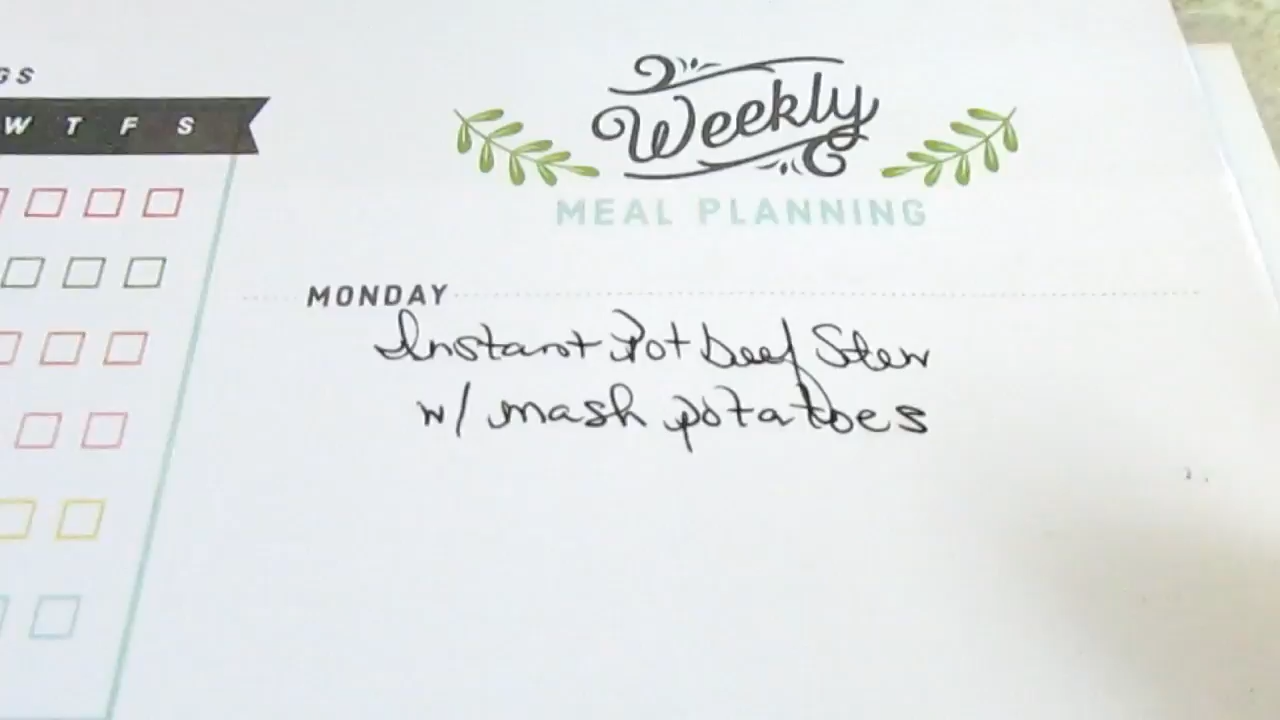 GS
W T F S
Weekly
MEAL PLANNING
MONDAY
Instant Pot beef Stew
w/ mash potatoes